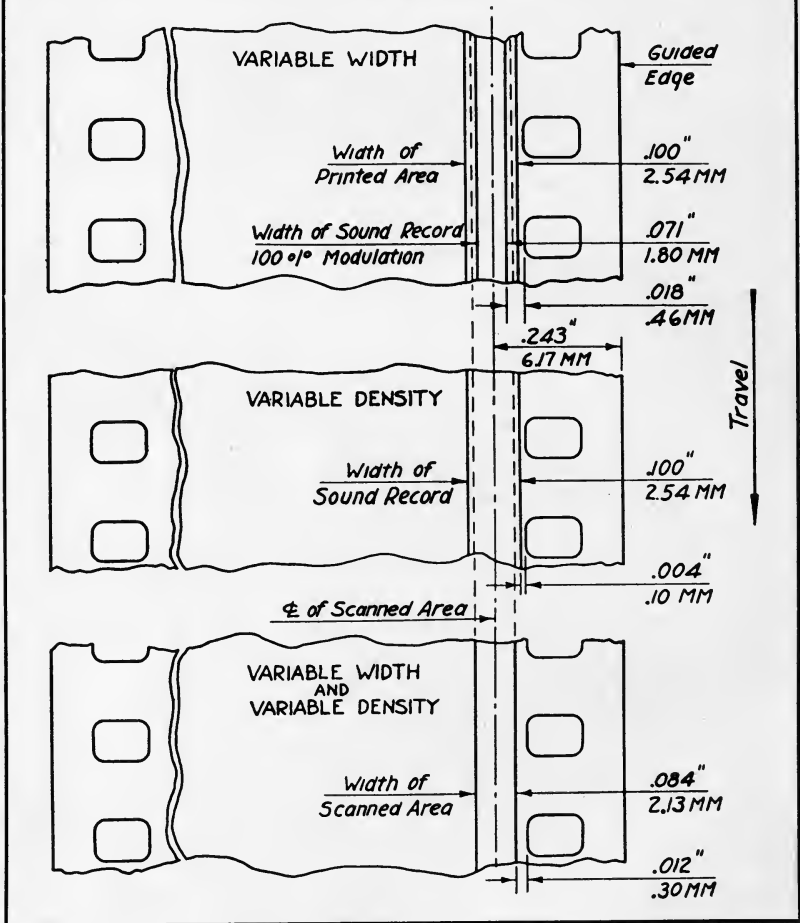 VARIABLE WIDTH
Guided
Edge
Width of
Printed Area
.100"
2.54 MM
Width of Sound Record
100 o/o Modulation
.071"
1.80 MM
.018"
.46 MM
.243"
6.17 MM
Travel
VARIABLE DENSITY
Width of
Sound Record
.100"
2.54 MM
.004"
.10 MM
℄ of Scanned Area
VARIABLE WIDTH
AND
VARIABLE DENSITY
Width of
Scanned Area
.084"
2.13 MM
.012"
.30 MM